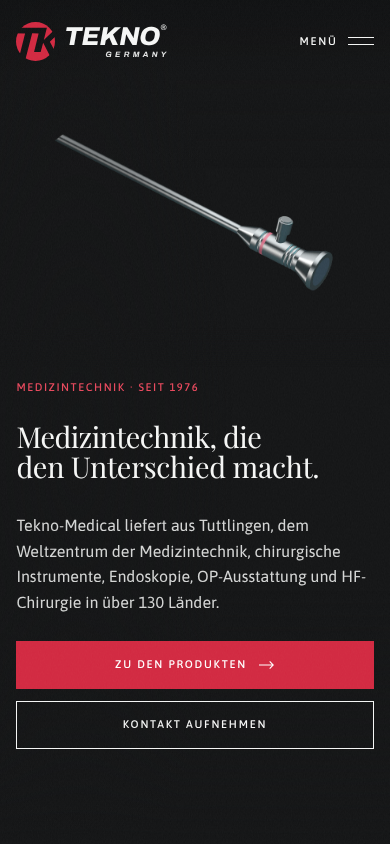 TEKNO®
GERMANY
MENÜ
MEDIZINTECHNIK · SEIT 1976
Medizintechnik, die
den Unterschied macht.
Tekno-Medical liefert aus Tuttlingen, dem
Weltzentrum der Medizintechnik, chirurgische
Instrumente, Endoskopie, OP-Ausstattung und HF-
Chirurgie in über 130 Länder.
ZU DEN PRODUKTEN →
KONTAKT AUFNEHMEN